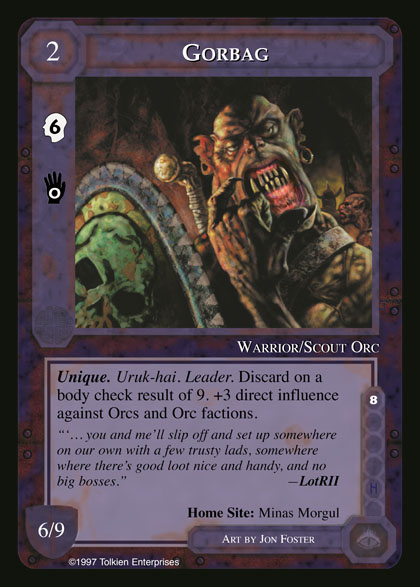 2
GORBAG
6
0
WARRIOR/SCOUT ORC
Unique. Uruk-hai. Leader. Discard on a
body check result of 9. +3 direct influence
against Orcs and Orc factions.
“‘… you and me’ll slip off and set up somewhere
on our own with a few trusty lads, somewhere
where there’s good loot nice and handy, and no
big bosses.” –LotRII
8
H
Home Site: Minas Morgul
6/9
ART BY JON FOSTER
©1997 Tolkien Enterprises